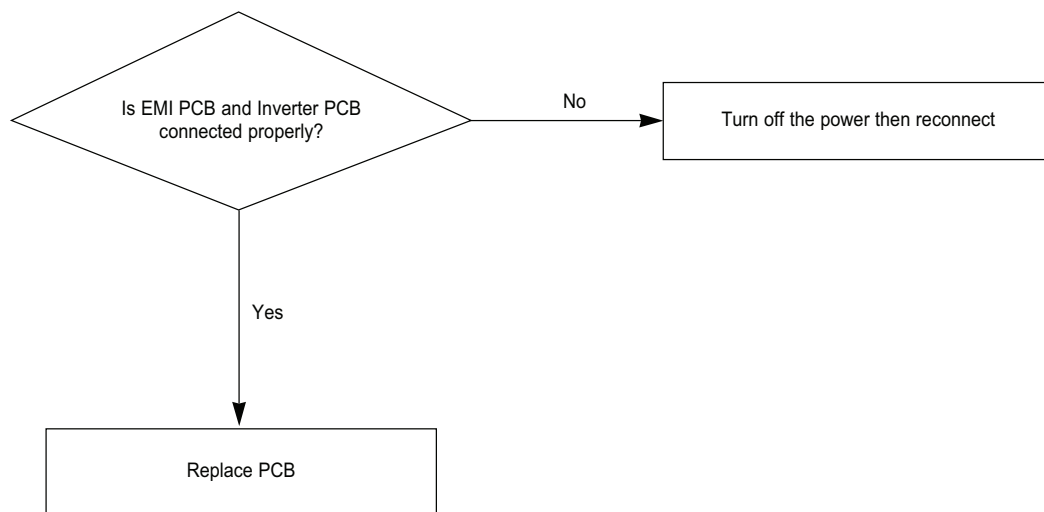 Is EMI PCB and Inverter PCB
connected properly?
No
Turn off the power then reconnect
Yes
Replace PCB